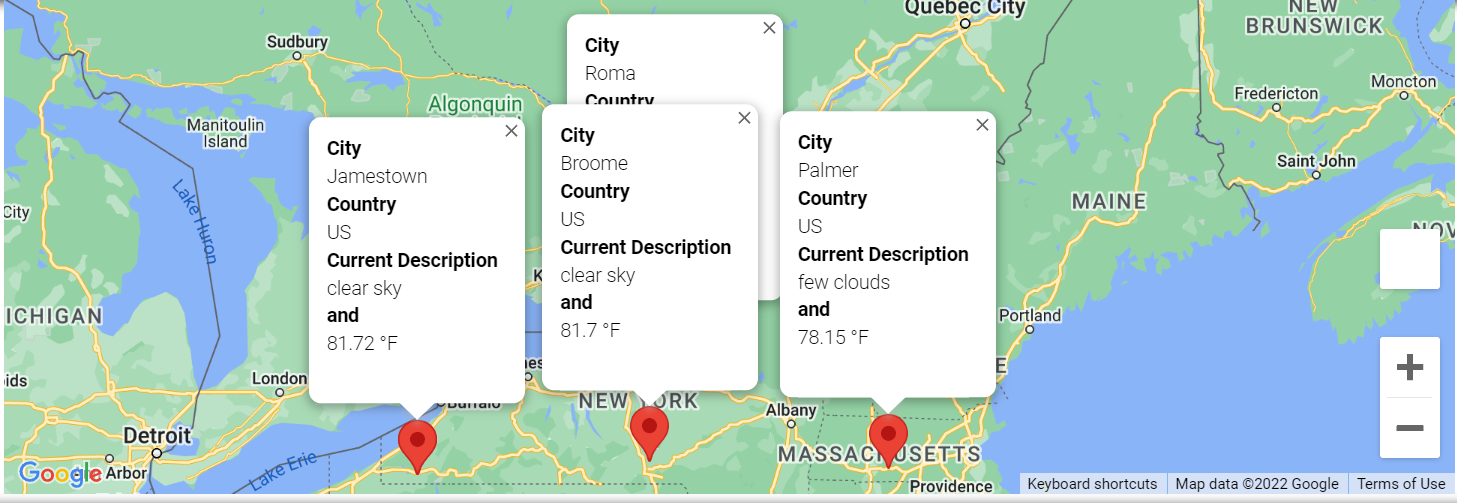 Quebec City
NEW
BRUNSWICK
Sudbury
Moncton
Fredericton
Algonquin
Manitoulin
Island
Saint John
MAINE
City
Lake Huron
NOV
ICHIGAN
Portland
City
Roma
Country
City
Jamestown
Country
US
Current Description
clear sky
and
81.72 °F
City
Broome
Country
US
Current Description
clear sky
and
81.7 °F
City
Palmer
Country
US
Current Description
few clouds
and
78.15 °F
K
nes
E
ids
London
Buffalo
NEW YORK
Albany
Detroit
MASSACHUSETTS
Lake Erie
Google
Arbor
Providence
Keyboard shortcuts
Map data ©2022 Google
Terms of Use